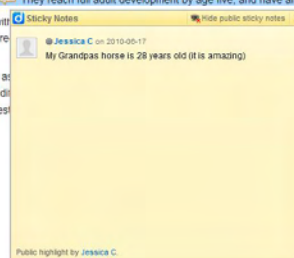 They reach full adult development by age five, and have an
Sticky Notes
Hide public sticky notes
@Jessica C on 2010-06-17
My Grandpas horse is 28 years old (it is amazing)
Public highlight by Jessica C.